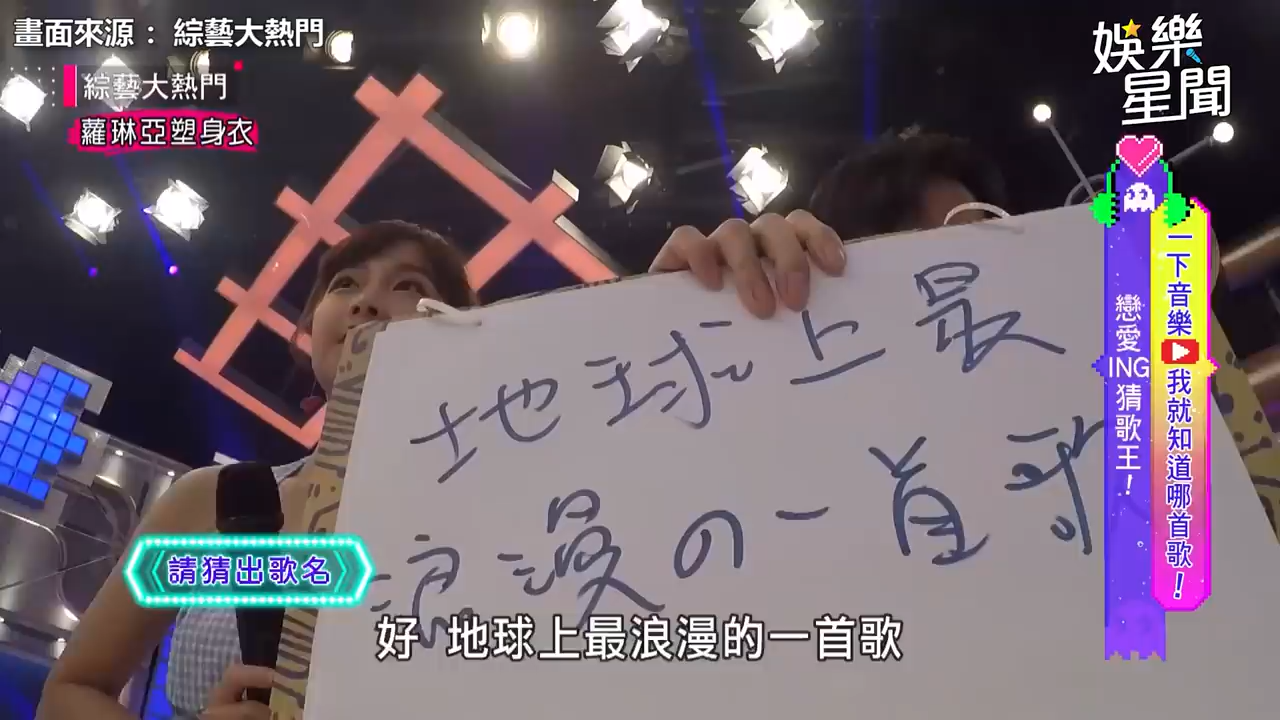 畫面來源： 綜藝大熱門
綜藝大熱門
蘿琳亞塑身衣
娛樂
星聞
一下音樂我就知道哪首歌！
戀愛ING猜歌王！
地球上最
浪漫の一首歌
請猜出歌名
好 地球上最浪漫的一首歌